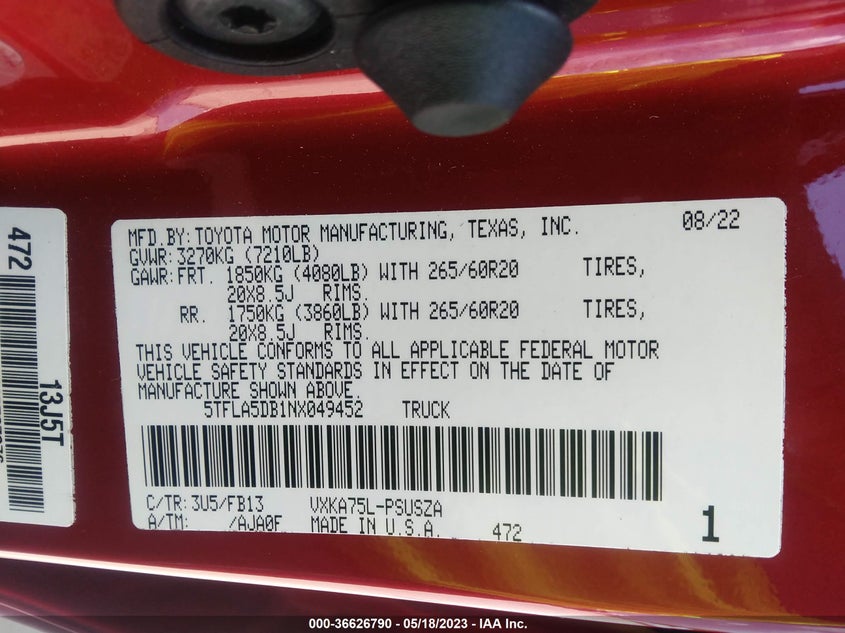 MFD.BY:TOYOTA MOTOR MANUFACTURING, TEXAS, INC. 08/22
GVWR:3270KG (7210LB)
GAWR:FRT. 1850KG (4080LB) WITH 265/60R20 TIRES,
20X8.5J RIMS.
RR. 1750KG (3860LB) WITH 265/60R20 TIRES,
20X8.5J RIMS.
THIS VEHICLE CONFORMS TO ALL APPLICABLE FEDERAL MOTOR
VEHICLE SAFETY STANDARDS IN EFFECT ON THE DATE OF
MANUFACTURE SHOWN ABOVE.
5TFLA5DB1NX049452 TRUCK
C/TR:3U5/FB13 VXKA75L-PSUSZA
A/TM: /AJA0F MADE IN U.S.A. 472 1
472
13J5T
000-36626790 - 05/18/2023 - IAA Inc.